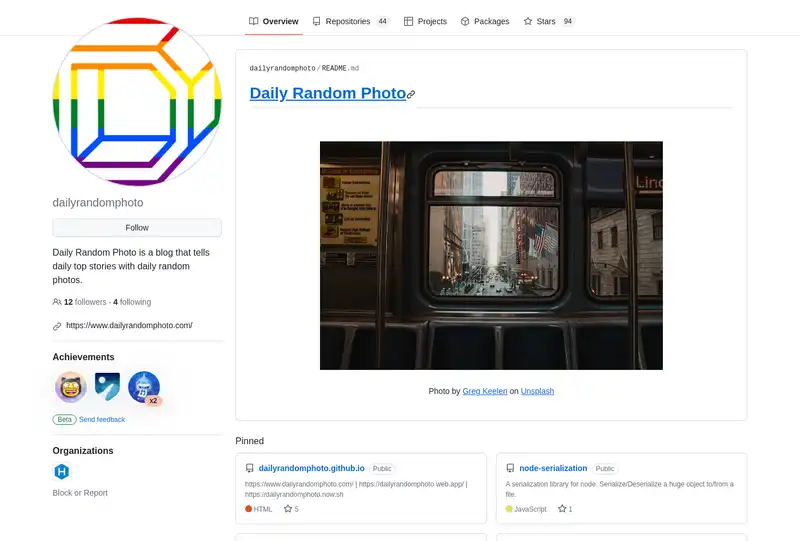 Overview
Repositories 44
Projects
Packages
Stars 94
dailyrandomphoto
Follow
Daily Random Photo is a blog that tells
daily top stories with daily random
photos.
12 followers · 4 following
https://www.dailyrandomphoto.com/
Achievements
x2
Beta Send feedback
Organizations
Block or Report
dailyrandomphoto/README.md
Daily Random Photo
Linc
Photo by Greg Keelen on Unsplash
Pinned
dailyrandomphoto.github.io Public
https://www.dailyrandomphoto.com/ | https://dailyrandomphoto.web.app/ |
https://dailyrandomphoto.now.sh
HTML 5
node-serialization Public
A serialization library for node. Serialize/Deserialize a huge object to/from a
file.
JavaScript 1